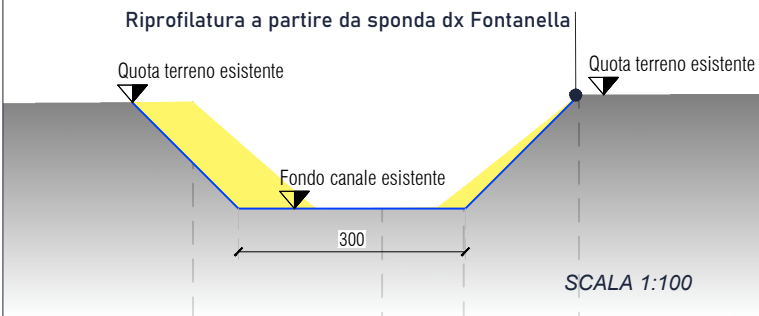 Riprofilatura a partire da sponda dx Fontanella
Quota terreno esistente
Quota terreno esistente
Fondo canale esistente
300
SCALA 1:100